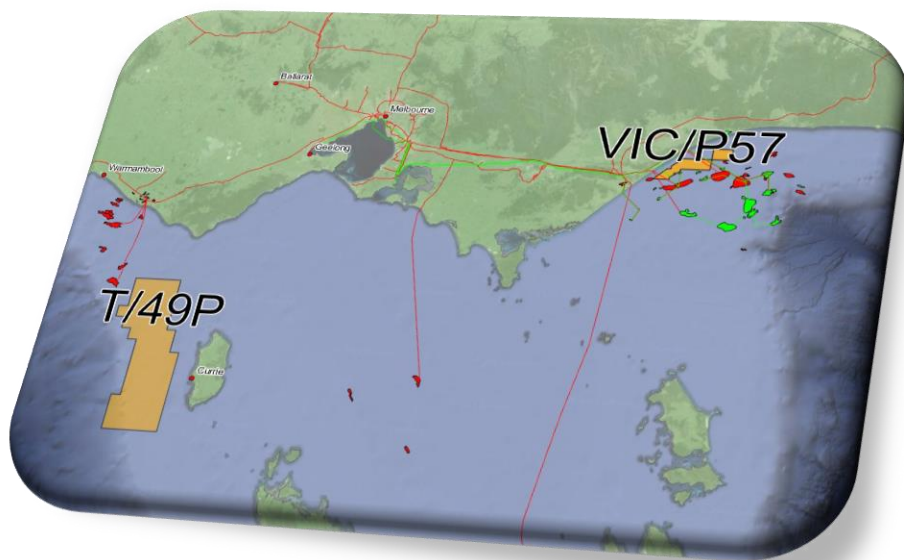 Ballarat
Melbourne
Geelong
VIC/P57
Warrnambool
T/49P
Currie